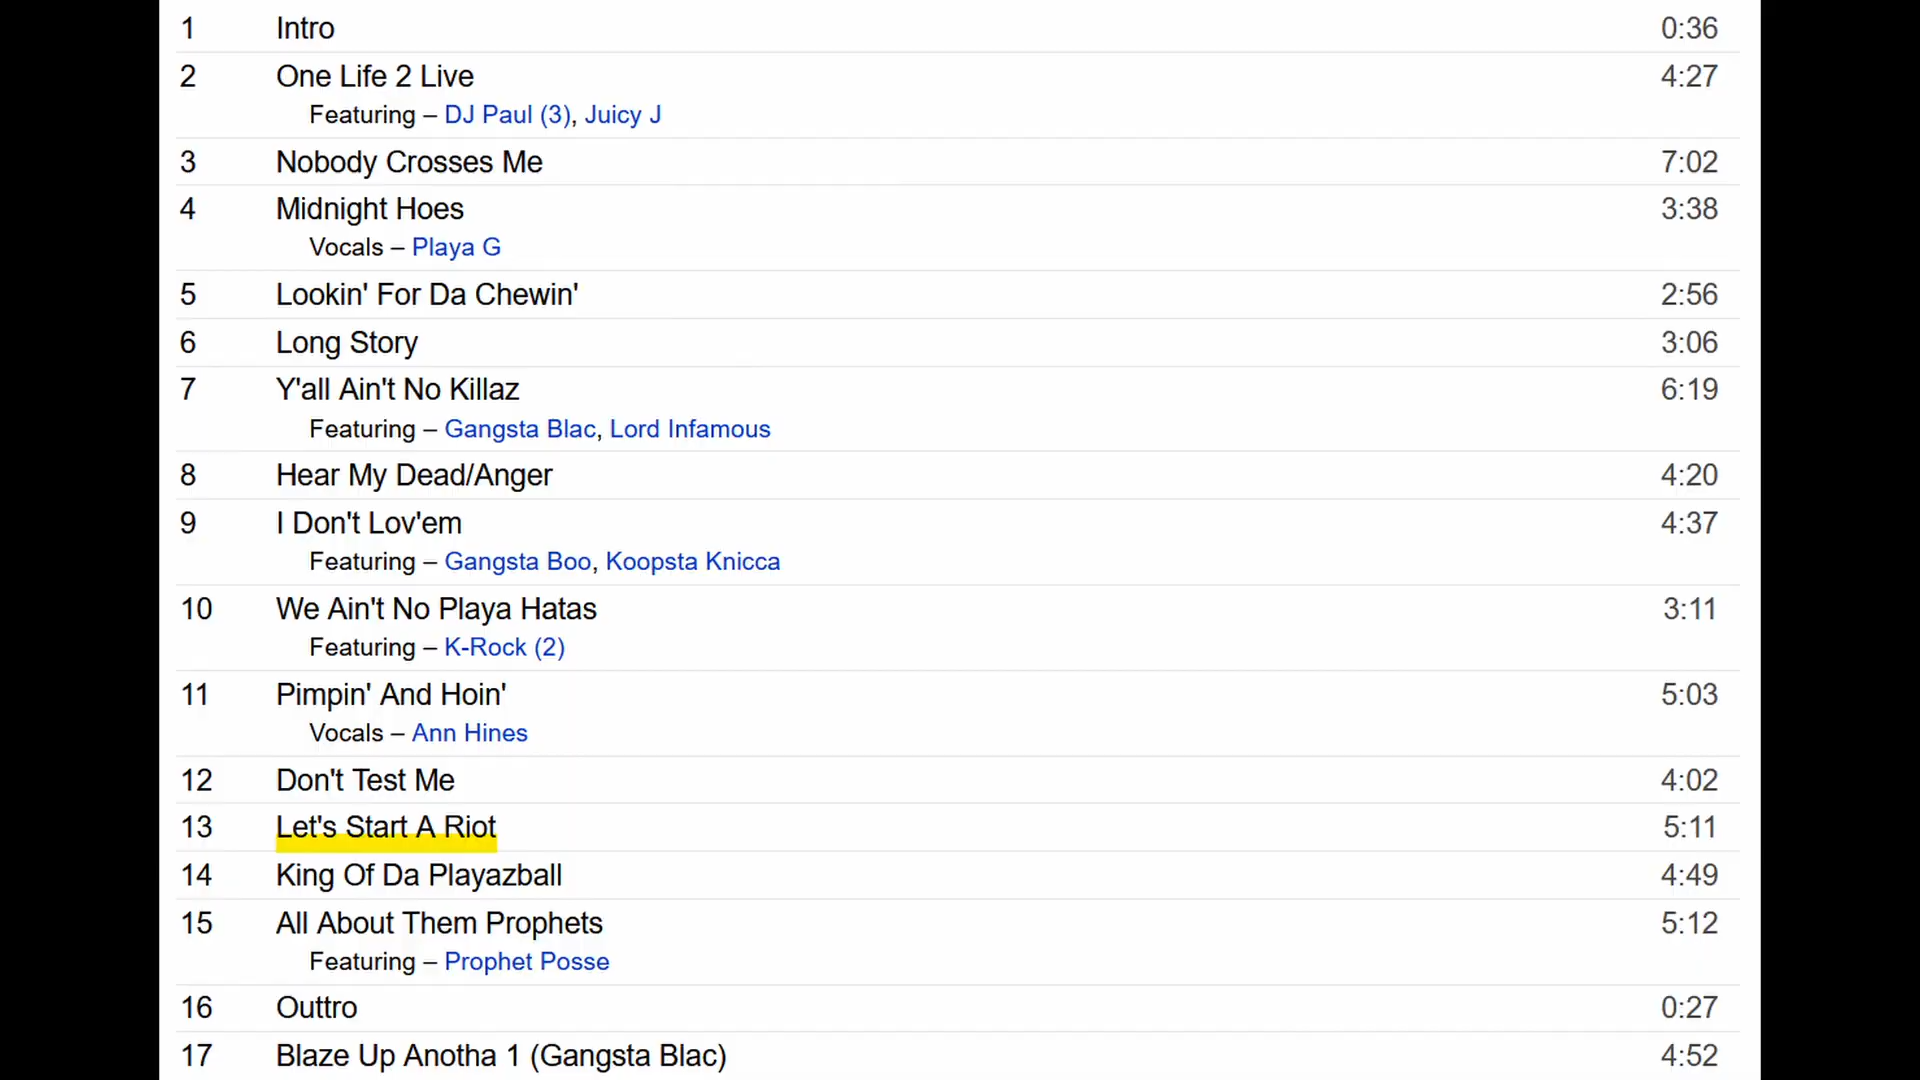 1 Intro 0:36
2 One Life 2 Live 4:27
Featuring – DJ Paul (3), Juicy J
3 Nobody Crosses Me 7:02
4 Midnight Hoes 3:38
Vocals – Playa G
5 Lookin' For Da Chewin' 2:56
6 Long Story 3:06
7 Y'all Ain't No Killaz 6:19
Featuring – Gangsta Blac, Lord Infamous
8 Hear My Dead/Anger 4:20
9 I Don't Lov'em 4:37
Featuring – Gangsta Boo, Koopsta Knicca
10 We Ain't No Playa Hatas 3:11
Featuring – K-Rock (2)
11 Pimpin' And Hoin' 5:03
Vocals – Ann Hines
12 Don't Test Me 4:02
13 Let's Start A Riot 5:11
14 King Of Da Playazball 4:49
15 All About Them Prophets 5:12
Featuring – Prophet Posse
16 Outtro 0:27
17 Blaze Up Anotha 1 (Gangsta Blac) 4:52